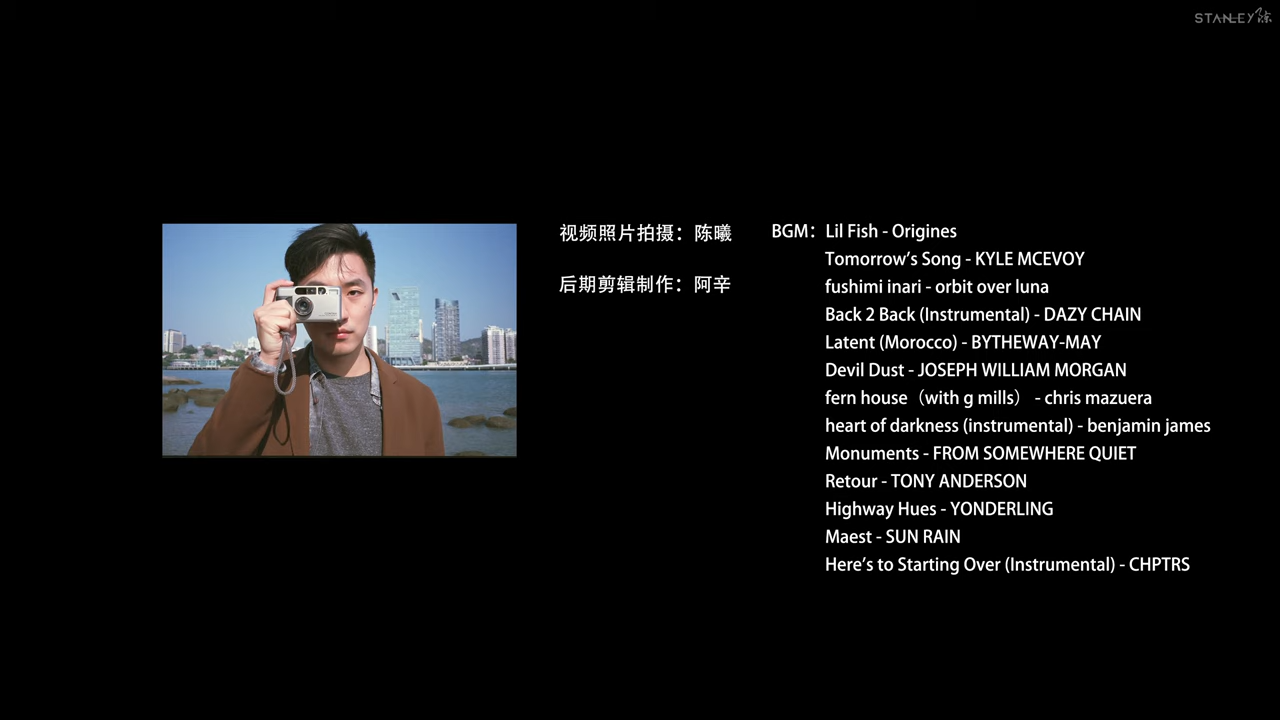 STANLEY陈
视频照片拍摄：陈曦
后期剪辑制作：阿辛
BGM：Lil Fish - Origines
Tomorrow’s Song - KYLE MCEVOY
fushimi inari - orbit over luna
Back 2 Back (Instrumental) - DAZY CHAIN
Latent (Morocco) - BYTHEWAY-MAY
Devil Dust - JOSEPH WILLIAM MORGAN
fern house（with g mills） - chris mazuera
heart of darkness (instrumental) - benjamin james
Monuments - FROM SOMEWHERE QUIET
Retour - TONY ANDERSON
Highway Hues - YONDERLING
Maest - SUN RAIN
Here’s to Starting Over (Instrumental) - CHPTRS